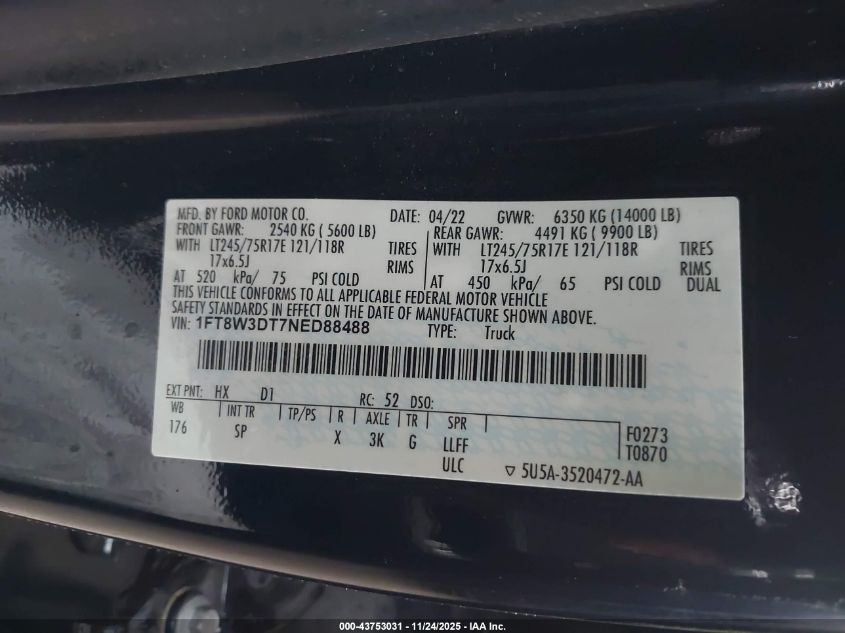 MFD. BY FORD MOTOR CO. DATE: 04/22 GVWR: 6350 KG (14000 LB)
FRONT GAWR: 2540 KG ( 5600 LB) REAR GAWR: 4491 KG ( 9900 LB)
WITH LT245/75R17E 121/118R TIRES WITH LT245/75R17E 121/118R TIRES
17x6.5J RIMS 17x6.5J RIMS
AT 520 kPa/ 75 PSI COLD AT 450 kPa/ 65 PSI COLD DUAL
THIS VEHICLE CONFORMS TO ALL APPLICABLE FEDERAL MOTOR VEHICLE
SAFETY STANDARDS IN EFFECT ON THE DATE OF MANUFACTURE SHOWN ABOVE.
VIN: 1FT8W3DT7NED88488 TYPE: Truck
EXT PNT: HX D1 RC: 52 DSO:
WB INT TR TP/PS R AXLE TR SPR F0273
176 SP X 3K G LLFF T0870
ULC 5U5A-3520472-AA
000-43753031 - 11/24/2025 - IAA Inc.